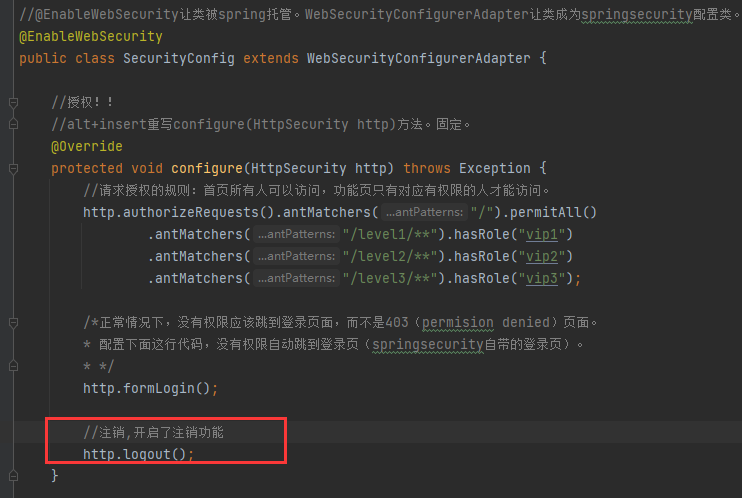 //@EnableWebSecurity让类被spring托管。WebSecurityConfigurerAdapter让类成为springsecurity配置类。
@EnableWebSecurity
public class SecurityConfig extends WebSecurityConfigurerAdapter {
//授权！！
//alt+insert重写configure(HttpSecurity http)方法。固定。
@Override
protected void configure(HttpSecurity http) throws Exception {
//请求授权的规则：首页所有人可以访问，功能页只有对应有权限的人才能访问。
http.authorizeRequests().antMatchers( ...antPatterns: "/").permitAll()
.antMatchers( ...antPatterns: "/level1/**").hasRole("vip1")
.antMatchers( ...antPatterns: "/level2/**").hasRole("vip2")
.antMatchers( ...antPatterns: "/level3/**").hasRole("vip3");
/*正常情况下，没有权限应该跳到登录页面，而不是403（permision denied）页面。
* 配置下面这行代码，没有权限自动跳到登录页（springsecurity自带的登录页）。
* */
http.formLogin();
//注销,开启了注销功能
http.logout();
}